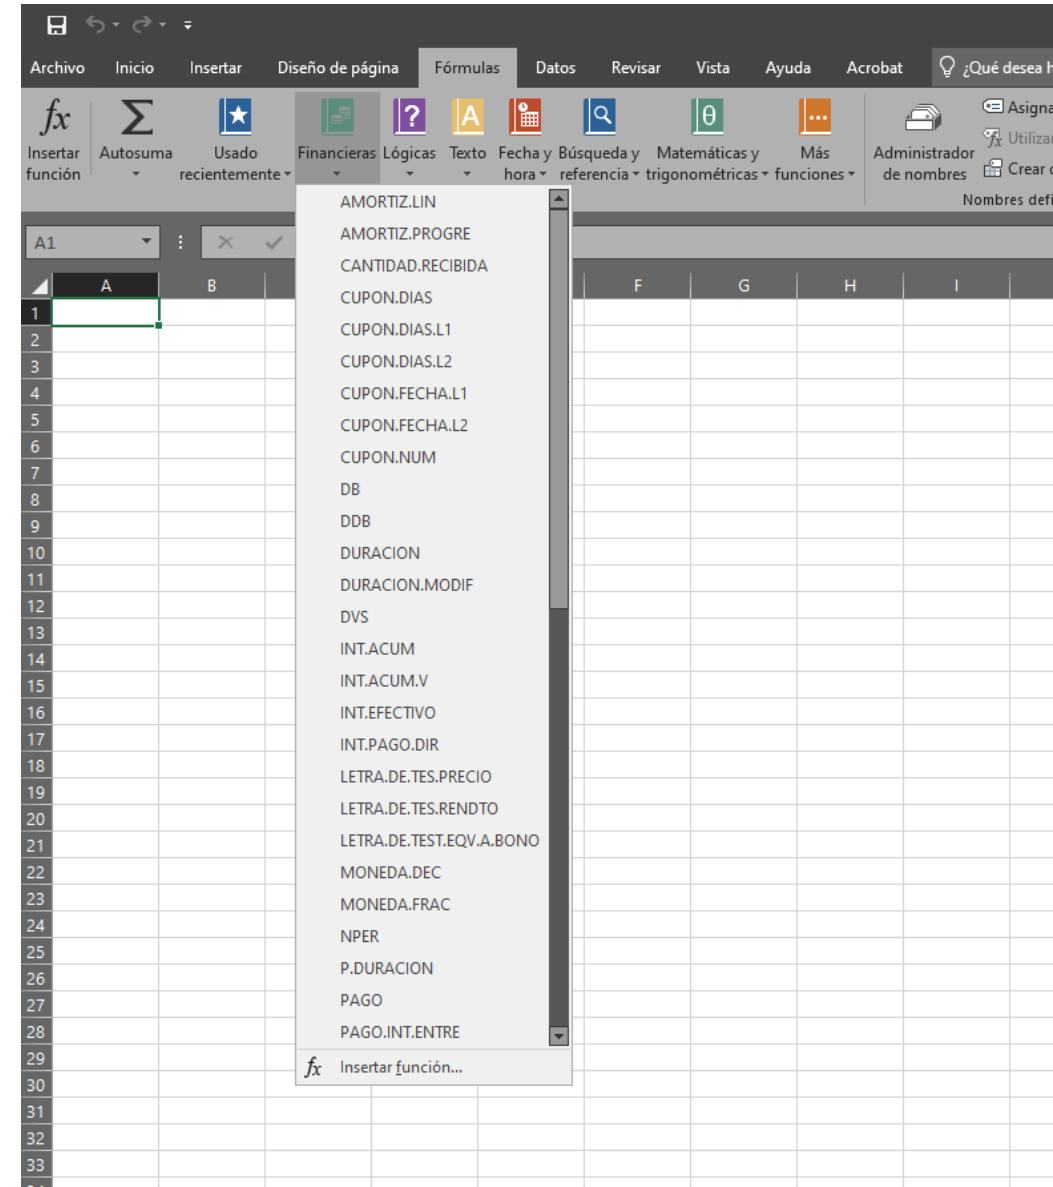 Archivo Inicio Insertar Diseño de página Fórmulas Datos Revisar Vista Ayuda Acrobat ¿Qué desea h
fx Σ ? A θ
Insertar función
Autosuma
Usado recientemente
Financieras
Lógicas
Texto
Fecha y hora
Búsqueda y referencia
Matemáticas y trigonométricas
Más funciones
Administrador de nombres
Asigna
Utilizar
Crear
Nombres defi
A1
A B F G H I
AMORTIZ.LIN
AMORTIZ.PROGRE
CANTIDAD.RECIBIDA
CUPON.DIAS
CUPON.DIAS.L1
CUPON.DIAS.L2
CUPON.FECHA.L1
CUPON.FECHA.L2
CUPON.NUM
DB
DDB
DURACION
DURACION.MODIF
DVS
INT.ACUM
INT.ACUM.V
INT.EFECTIVO
INT.PAGO.DIR
LETRA.DE.TES.PRECIO
LETRA.DE.TES.RENDTO
LETRA.DE.TEST.EQV.A.BONO
MONEDA.DEC
MONEDA.FRAC
NPER
P.DURACION
PAGO
PAGO.INT.ENTRE
fx Insertar función...
1
2
3
4
5
6
7
8
9
10
11
12
13
14
15
16
17
18
19
20
21
22
23
24
25
26
27
28
29
30
31
32
33